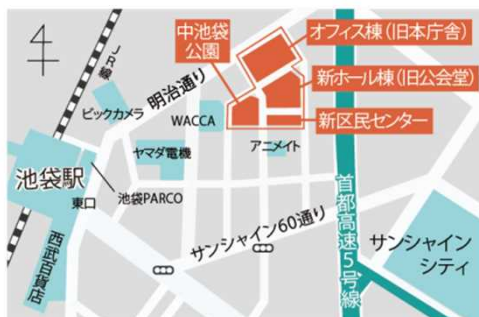 中池袋
公園
オフィス棟(旧本庁舎)
新ホール棟(旧公会堂)
新区民センター
JR線
明治通り
ビックカメラ
WACCA
ヤマダ電機
アニメイト
池袋駅
池袋PARCO
東口
サンシャイン60通り
首都高速5号線
サンシャイン
シティ
西武百貨店